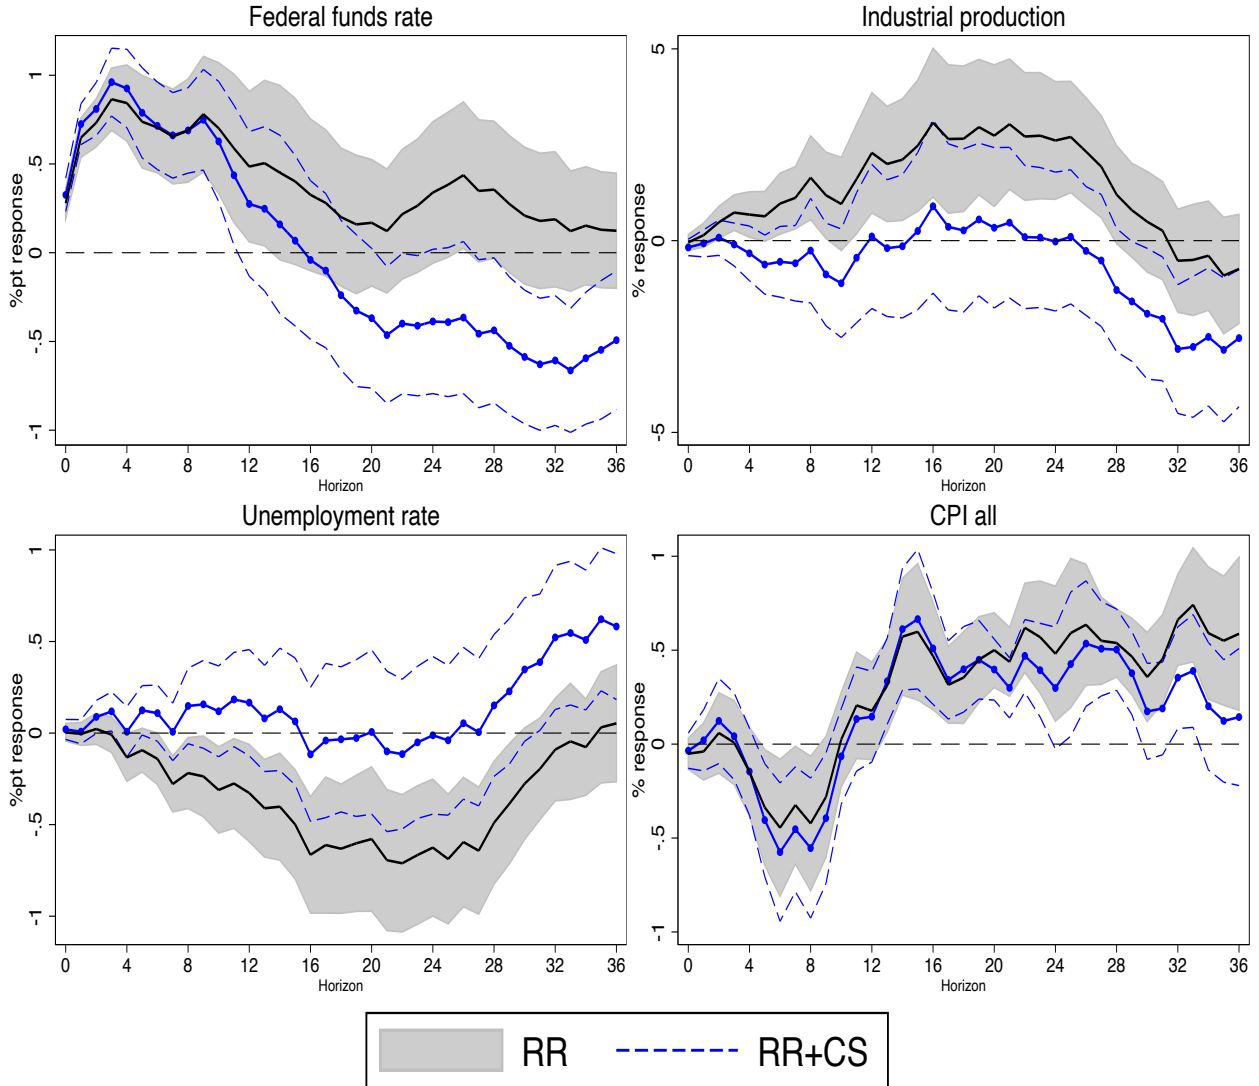 Federal funds rate
%pt response
1
.5
0
-.5
-1
0 4 8 12 16 20 24 28 32 36
Horizon
Industrial production
% response
5
0
-5
0 4 8 12 16 20 24 28 32 36
Horizon
Unemployment rate
%pt response
1
.5
0
-.5
-1
0 4 8 12 16 20 24 28 32 36
Horizon
CPI all
% response
1
.5
0
-.5
-1
0 4 8 12 16 20 24 28 32 36
Horizon
RR RR+CS